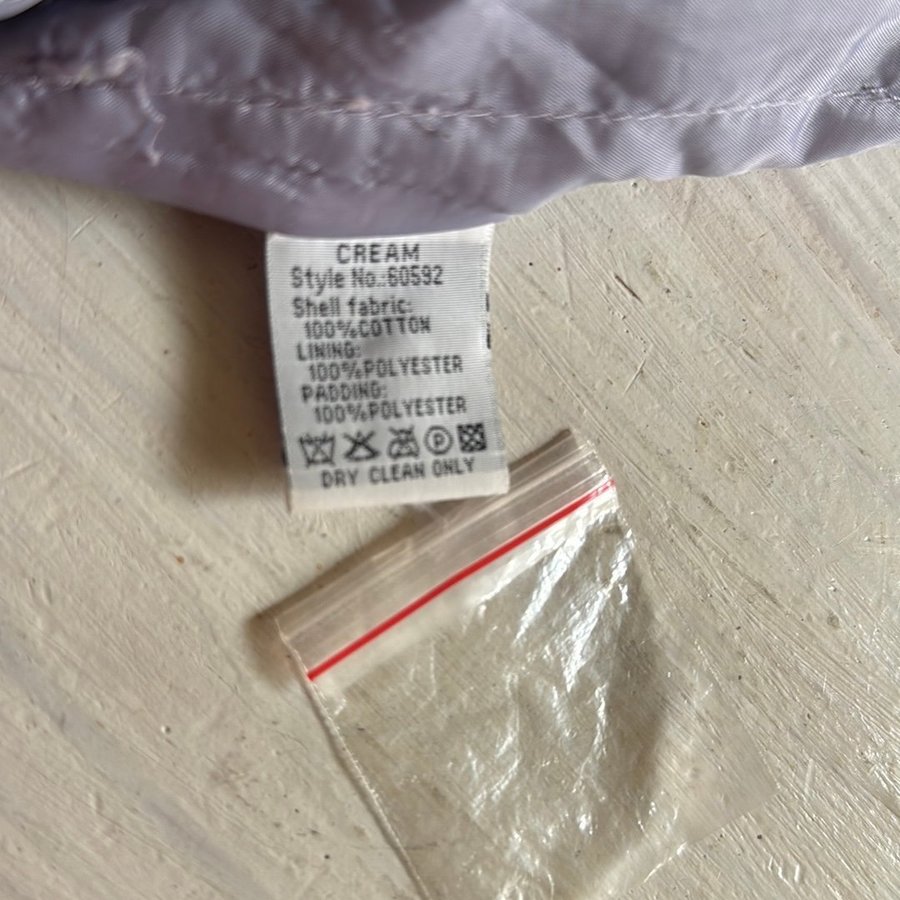 CREAM
Style No.:60592
Shell fabric:
100%COTTON
LINING:
100%POLYESTER
PADDING:
100%POLYESTER
P
DRY CLEAN ONLY